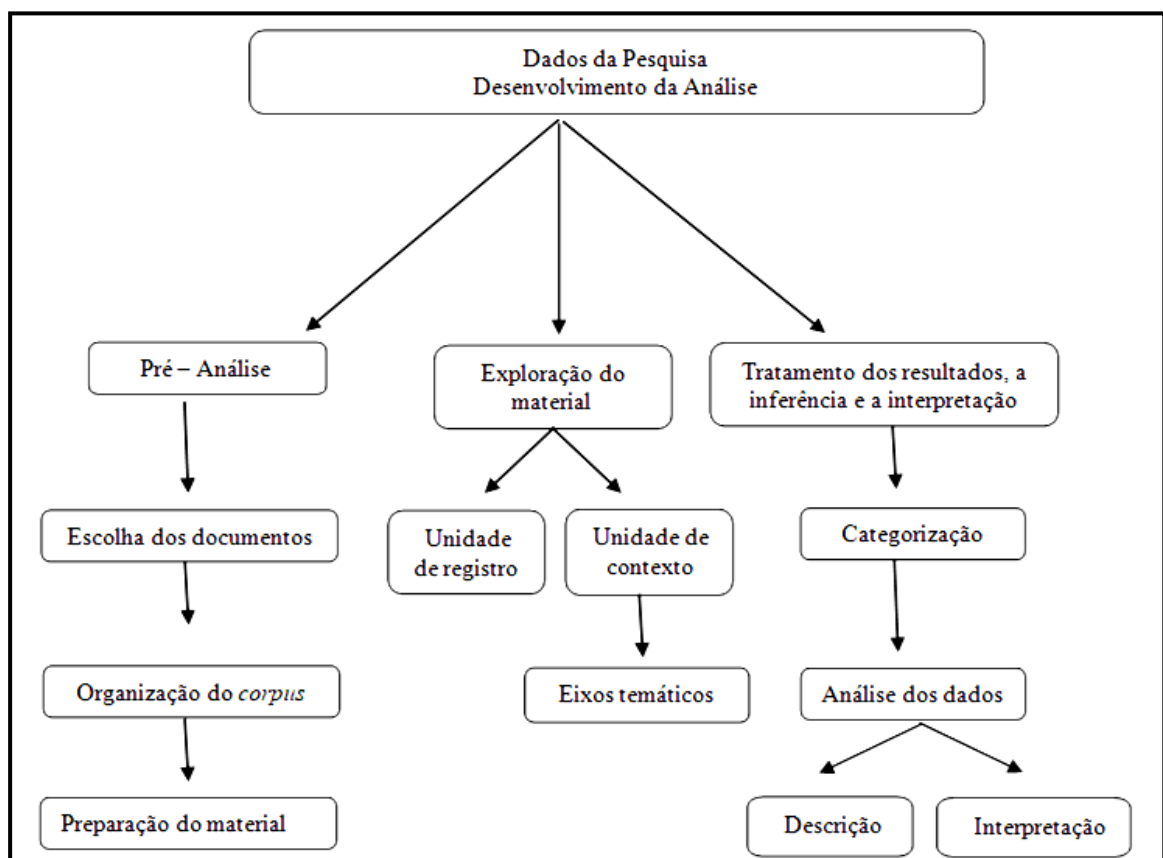 Dados da Pesquisa
Desenvolvimento da Análise
Pré – Análise
Exploração do
material
Tratamento dos resultados, a
inferência e a interpretação
Escolha dos documentos
Unidade
de registro
Unidade de
contexto
Categorização
Organização do corpus
Eixos temáticos
Análise dos dados
Preparação do material
Descrição
Interpretação